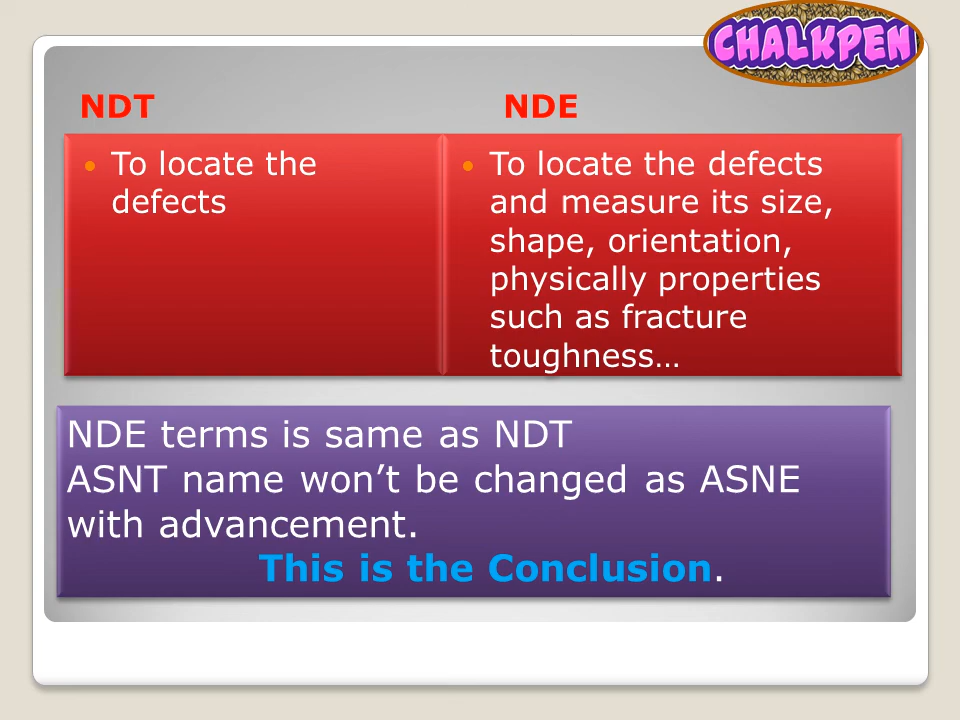 CHALKPEN
NDT
NDE
To locate the
defects
To locate the defects
and measure its size,
shape, orientation,
physically properties
such as fracture
toughness…
NDE terms is same as NDT
ASNT name won’t be changed as ASNE
with advancement.
This is the Conclusion.